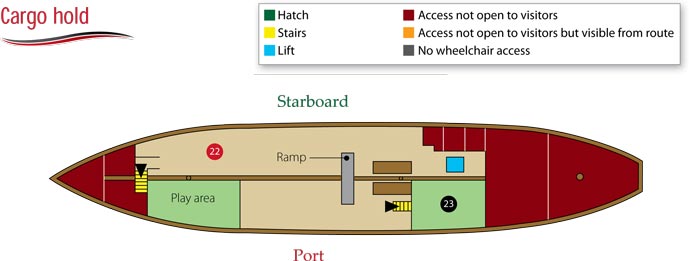 Cargo hold
Hatch
Stairs
Lift
Access not open to visitors
Access not open to visitors but visible from route
No wheelchair access
Starboard
22
Ramp
Play area
23
Port